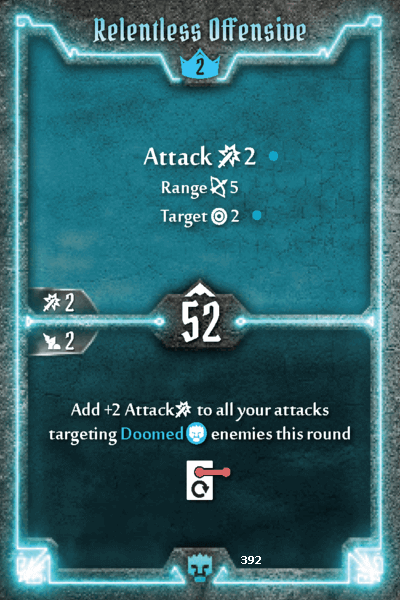 Relentless Offensive
2
Attack 2
Range 5
Target 2
2
52
2
Add +2 Attack to all your attacks
targeting Doomed enemies this round
392